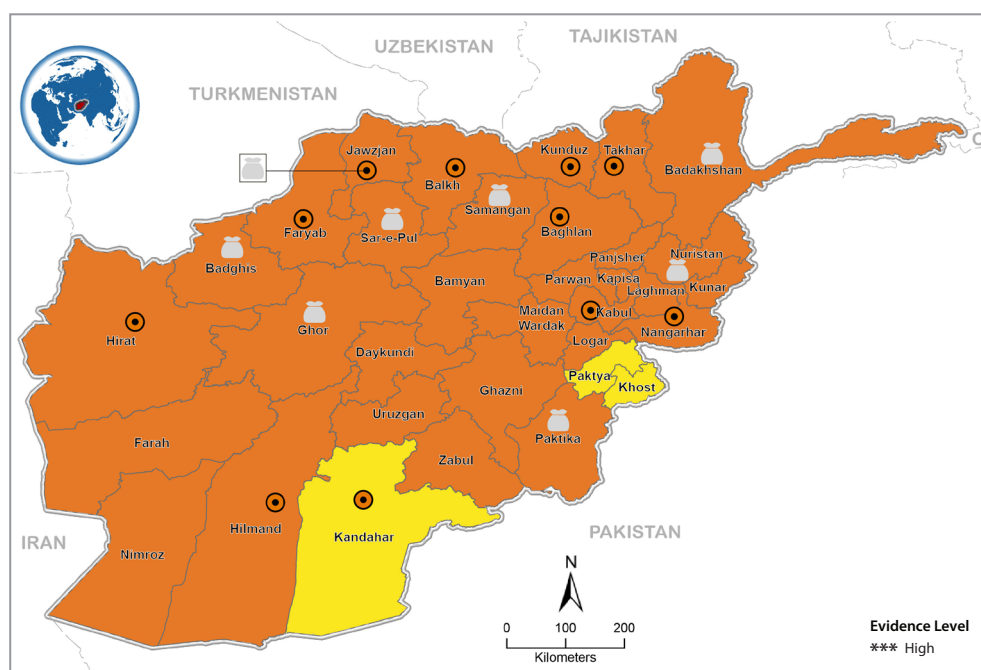 UZBEKISTAN
TAJIKISTAN
TURKMENISTAN
Jawzjan
Balkh
Kunduz
Takhar
Badakhshan
Samangan
Faryab
Sar-e-Pul
Baghlan
Badghis
Panjsher
Nuristan
Bamyan
Parwan
Kapisa
Laghman
Kunar
Maidan
Wardak
Kabul
Nangarhar
Hirat
Ghor
Logar
Daykundi
Paktya
Khost
Ghazni
Uruzgan
Farah
Paktika
Zabul
Hilmand
Kandahar
IRAN
Nimroz
PAKISTAN
N
0 100 200
Kilometers
Evidence Level
*** High